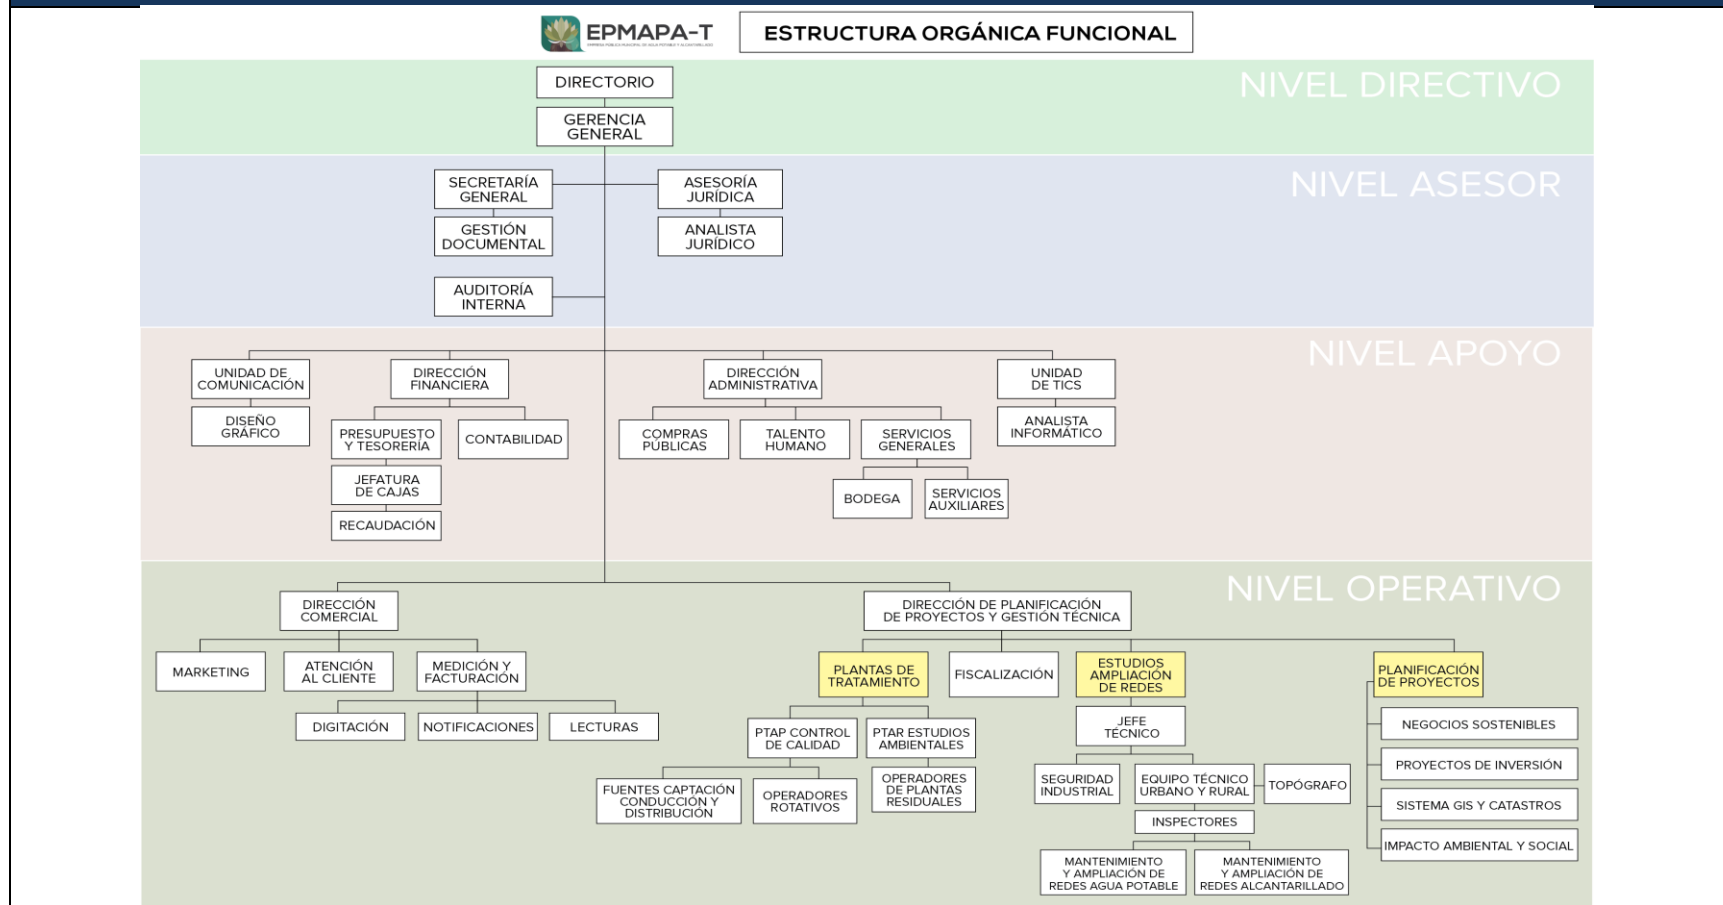 EPMAPA-T
EMPRESA PÚBLICA MUNICIPAL DE AGUA POTABLE Y ALCANTARILLADO
ESTRUCTURA ORGÁNICA FUNCIONAL
NIVEL DIRECTIVO
DIRECTORIO
GERENCIA
GENERAL
NIVEL ASESOR
SECRETARÍA
GENERAL
ASESORÍA
JURÍDICA
GESTIÓN
DOCUMENTAL
ANALISTA
JURÍDICO
AUDITORÍA
INTERNA
NIVEL APOYO
UNIDAD DE
COMUNICACIÓN
DIRECCIÓN
FINANCIERA
DIRECCIÓN
ADMINISTRATIVA
UNIDAD
DE TICS
DISEÑO
GRÁFICO
PRESUPUESTO
Y TESORERÍA
CONTABILIDAD
COMPRAS
PÚBLICAS
TALENTO
HUMANO
SERVICIOS
GENERALES
ANALISTA
INFORMÁTICO
JEFATURA
DE CAJAS
RECAUDACIÓN
BODEGA
SERVICIOS
AUXILIARES
NIVEL OPERATIVO
DIRECCIÓN
COMERCIAL
DIRECCIÓN DE PLANIFICACIÓN
DE PROYECTOS Y GESTIÓN TÉCNICA
MARKETING
ATENCIÓN
AL CLIENTE
MEDICIÓN Y
FACTURACIÓN
PLANTAS DE
TRATAMIENTO
FISCALIZACIÓN
ESTUDIOS
AMPLIACIÓN
DE REDES
PLANIFICACIÓN
DE PROYECTOS
DIGITACIÓN
NOTIFICACIONES
LECTURAS
PTAP CONTROL
DE CALIDAD
PTAR ESTUDIOS
AMBIENTALES
JEFE
TÉCNICO
NEGOCIOS SOSTENIBLES
PROYECTOS DE INVERSIÓN
SISTEMA GIS Y CATASTROS
IMPACTO AMBIENTAL Y SOCIAL
FUENTES CAPTACIÓN
CONDUCCIÓN Y
DISTRIBUCIÓN
OPERADORES
ROTATIVOS
OPERADORES
DE PLANTAS
RESIDUALES
SEGURIDAD
INDUSTRIAL
EQUIPO TÉCNICO
URBANO Y RURAL
TOPÓGRAFO
INSPECTORES
MANTENIMIENTO
Y AMPLIACIÓN DE
REDES AGUA POTABLE
MANTENIMIENTO
Y AMPLIACIÓN DE
REDES ALCANTARILLADO